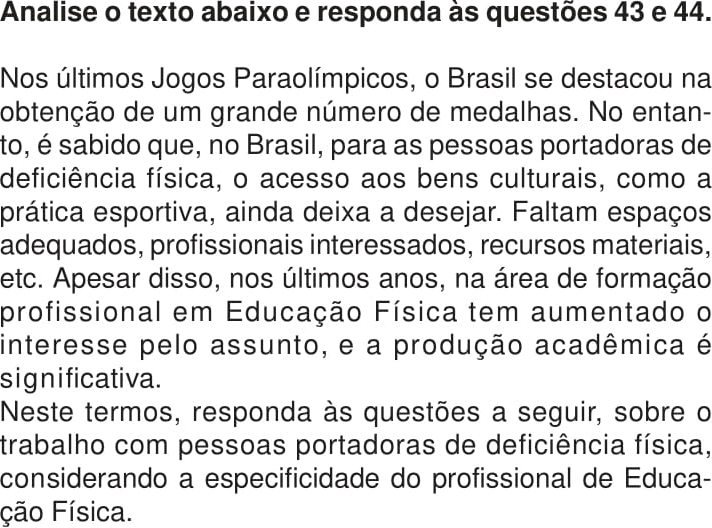 Analise o texto abaixo e responda às questões 43 e 44.
Nos últimos Jogos Paraolímpicos, o Brasil se destacou na
obtenção de um grande número de medalhas. No entan-
to, é sabido que, no Brasil, para as pessoas portadoras de
deficiência física, o acesso aos bens culturais, como a
prática esportiva, ainda deixa a desejar. Faltam espaços
adequados, profissionais interessados, recursos materiais,
etc. Apesar disso, nos últimos anos, na área de formação
profissional em Educação Física tem aumentado o
interesse pelo assunto, e a produção acadêmica é
significativa.
Neste termos, responda às questões a seguir, sobre o
trabalho com pessoas portadoras de deficiência física,
considerando a especificidade do profissional de Educa-
ção Física.